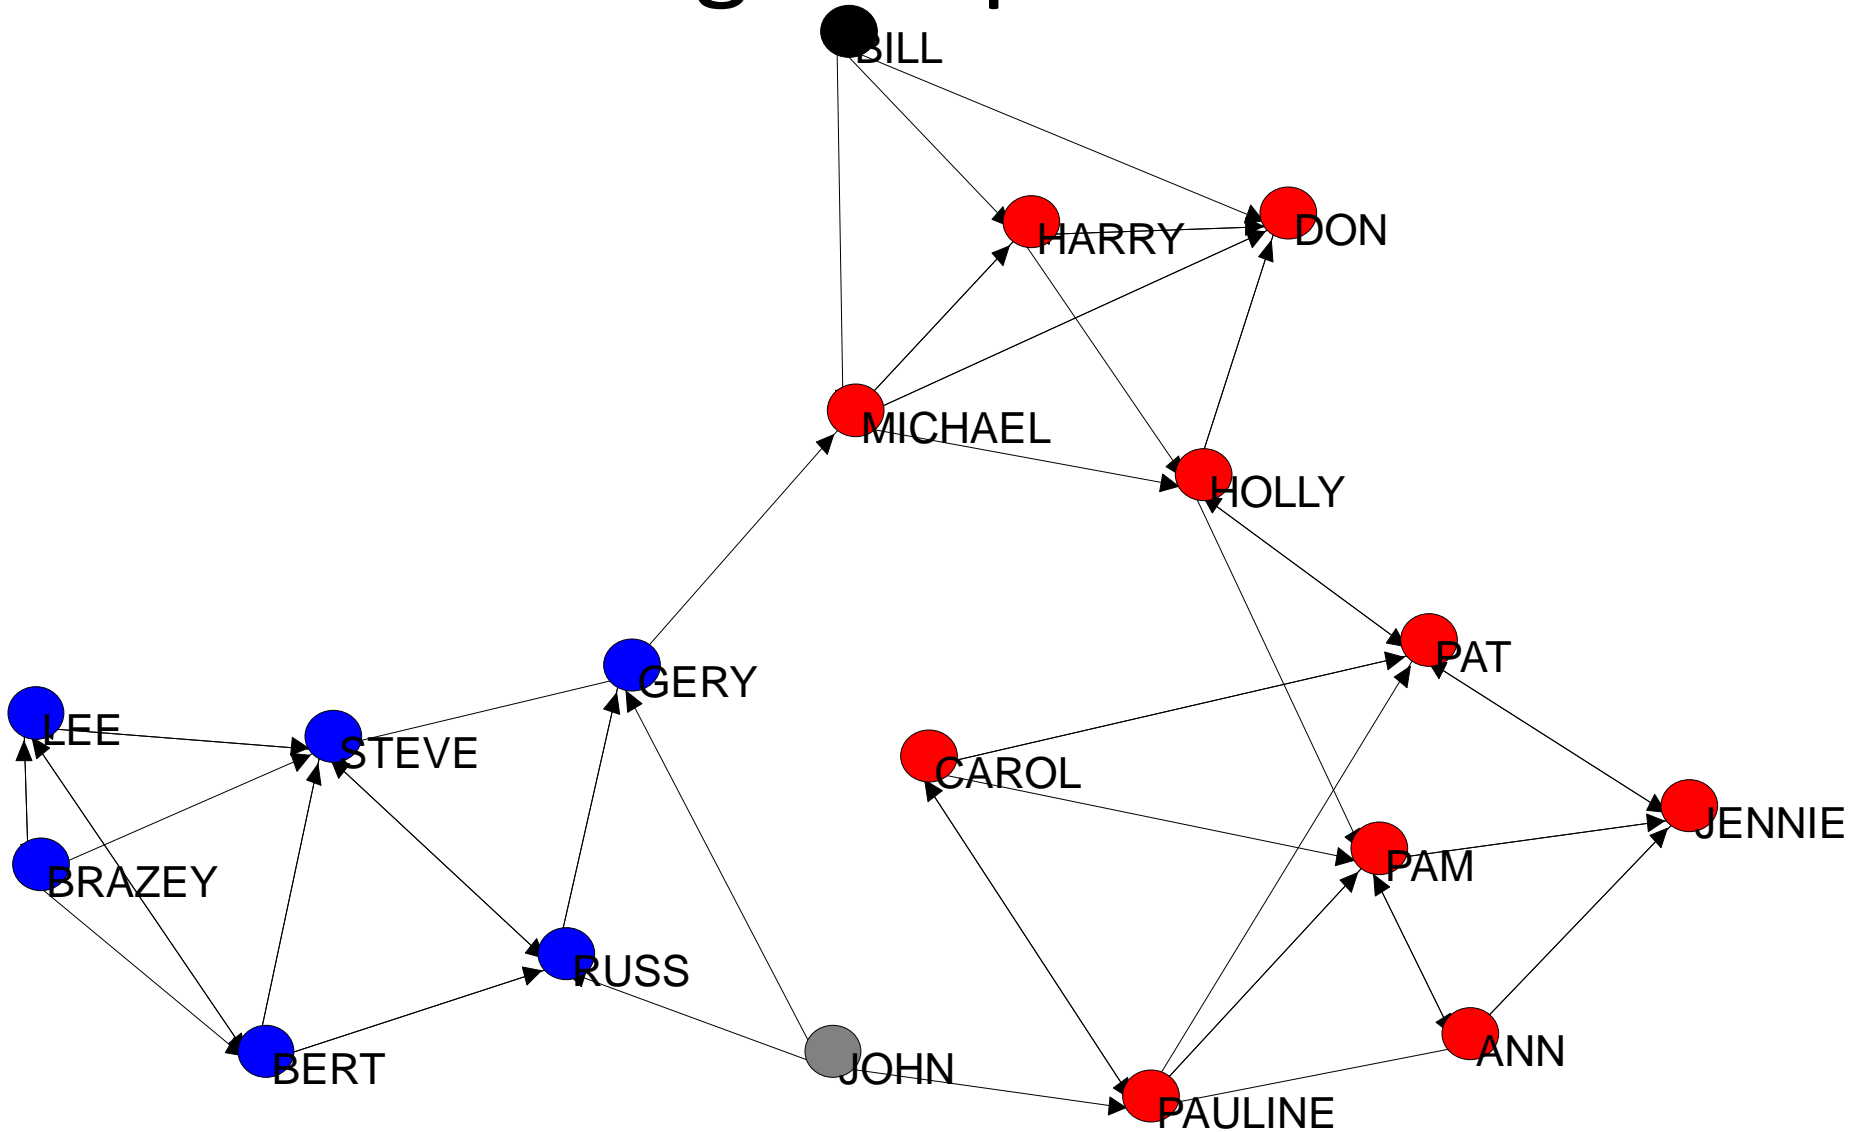 BILL
HARRY
DON
MICHAEL
HOLLY
PAT
GERY
LEE
STEVE
CAROL
JENNIE
PAM
BRAZEY
RUSS
ANN
BERT
JOHN
PAULINE